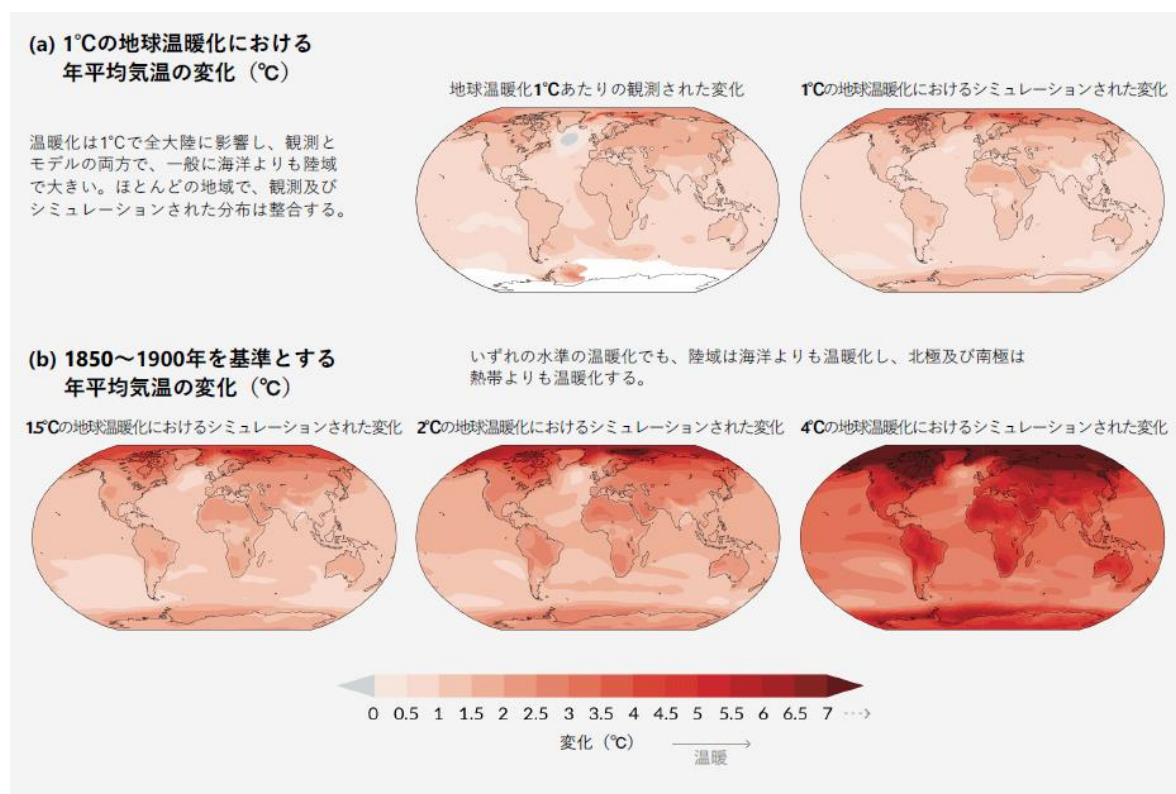 (a) 1℃の地球温暖化における
年平均気温の変化（℃）
温暖化は1℃で全大陸に影響し、観測と
モデルの両方で、一般に海洋よりも陸域
で大きい。ほとんどの地域で、観測及び
シミュレーションされた分布は整合する。
地球温暖化1℃あたりの観測された変化
1℃の地球温暖化におけるシミュレーションされた変化
(b) 1850～1900年を基準とする
年平均気温の変化（℃）
いずれの水準の温暖化でも、陸域は海洋よりも温暖化し、北極及び南極は
熱帯よりも温暖化する。
1.5℃の地球温暖化におけるシミュレーションされた変化
2℃の地球温暖化におけるシミュレーションされた変化
4℃の地球温暖化におけるシミュレーションされた変化
0 0.5 1 1.5 2 2.5 3 3.5 4 4.5 5 5.5 6 6.5 7
変化（℃）
温暖